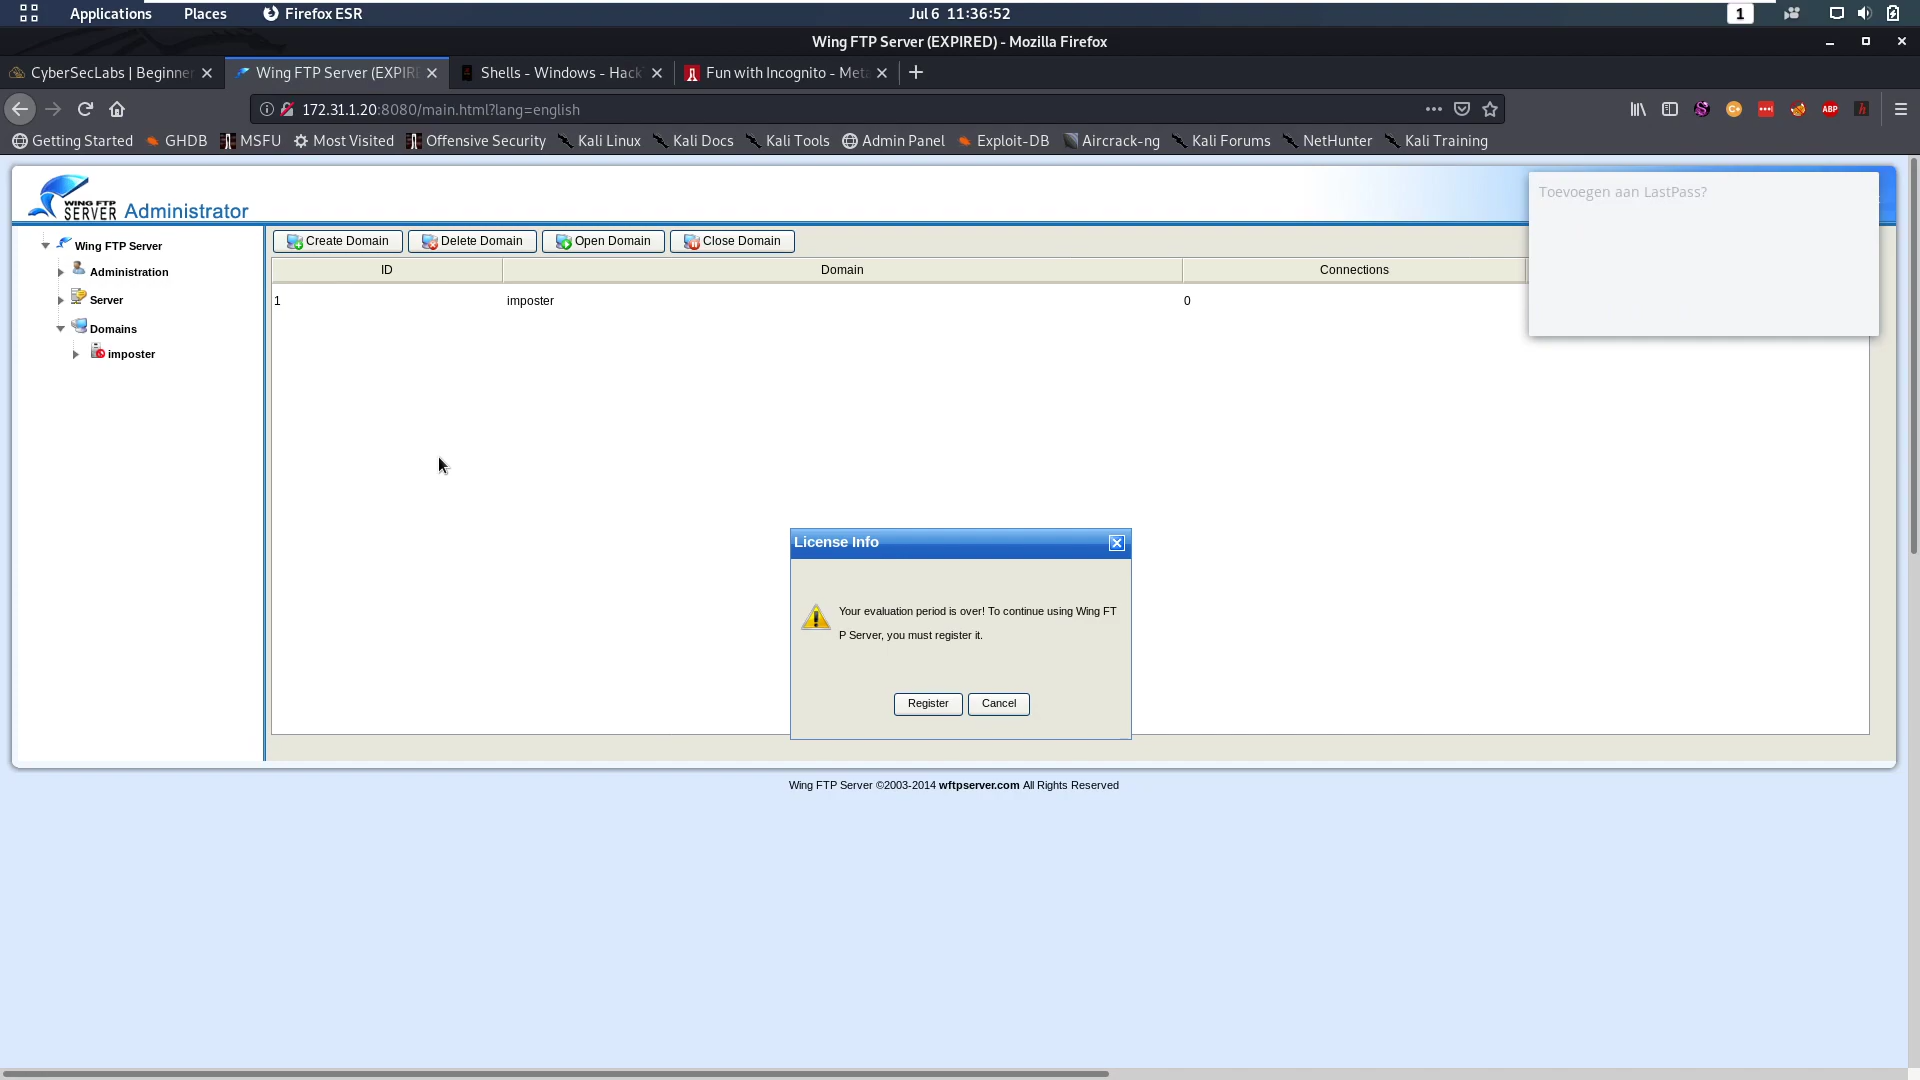 Applications Places Firefox ESR Jul 6 11:36:52 1
Wing FTP Server (EXPIRED) - Mozilla Firefox
CyberSecLabs | Beginner Wing FTP Server (EXPIR Shells - Windows - Hack Fun with Incognito - Meta
172.31.1.20:8080/main.html?lang=english
ABP
Getting Started GHDB MSFU Most Visited Offensive Security Kali Linux Kali Docs Kali Tools Admin Panel Exploit-DB Aircrack-ng Kali Forums NetHunter Kali Training
WING FTP
SERVER Administrator
Toevoegen aan LastPass?
Wing FTP Server
Administration
Server
Domains
imposter
Create Domain Delete Domain Open Domain Close Domain
ID Domain Connections
1 imposter 0
License Info
Your evaluation period is over! To continue using Wing FT
P Server, you must register it.
Register Cancel
Wing FTP Server ©2003-2014 wftpserver.com All Rights Reserved